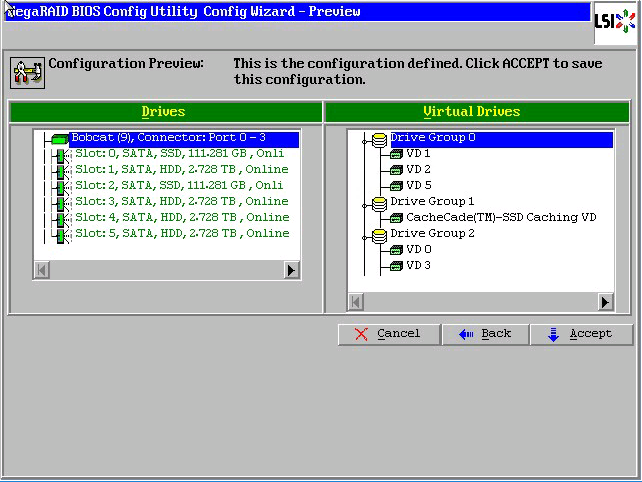 MegaRAID BIOS Config Utility Config Wizard - Preview
LSI
Configuration Preview: This is the configuration defined. Click ACCEPT to save
this configuration.
Drives
Bobcat (9), Connector: Port 0 - 3
Slot: 0, SATA, SSD, 111.281 GB, Onli
Slot: 1, SATA, HDD, 2.728 TB, Online
Slot: 2, SATA, SSD, 111.281 GB, Onli
Slot: 3, SATA, HDD, 2.728 TB, Online
Slot: 4, SATA, HDD, 2.728 TB, Online
Slot: 5, SATA, HDD, 2.728 TB, Online
Virtual Drives
Drive Group 0
VD 1
VD 2
VD 5
Drive Group 1
CacheCade(TM)-SSD Caching VD
Drive Group 2
VD 0
VD 3
Cancel
Back
Accept